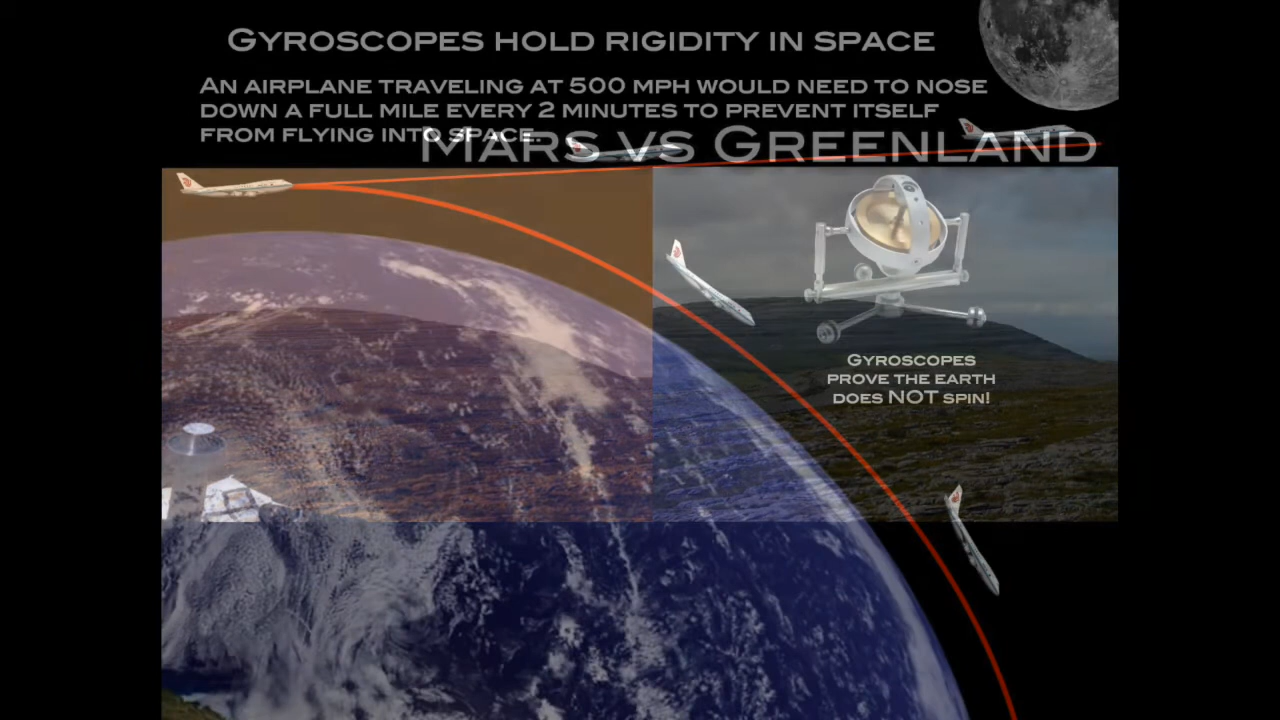 Gyroscopes hold rigidity in space
An airplane traveling at 500 mph would need to nose
down a full mile every 2 minutes to prevent itself
from flying into space.
Mars vs Greenland
Gyroscopes
prove the earth
does NOT spin!